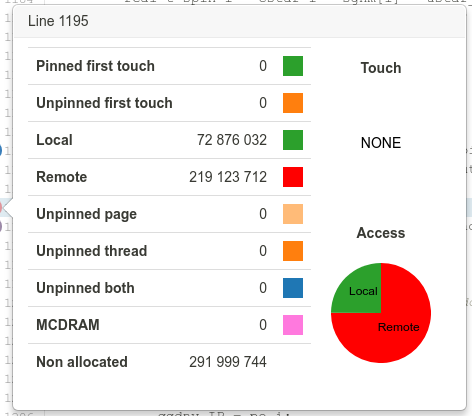 Line 1195
Pinned first touch 0
Unpinned first touch 0
Local 72 876 032
Remote 219 123 712
Unpinned page 0
Unpinned thread 0
Unpinned both 0
MCDRAM 0
Non allocated 291 999 744
Touch
NONE
Access
Local
Remote